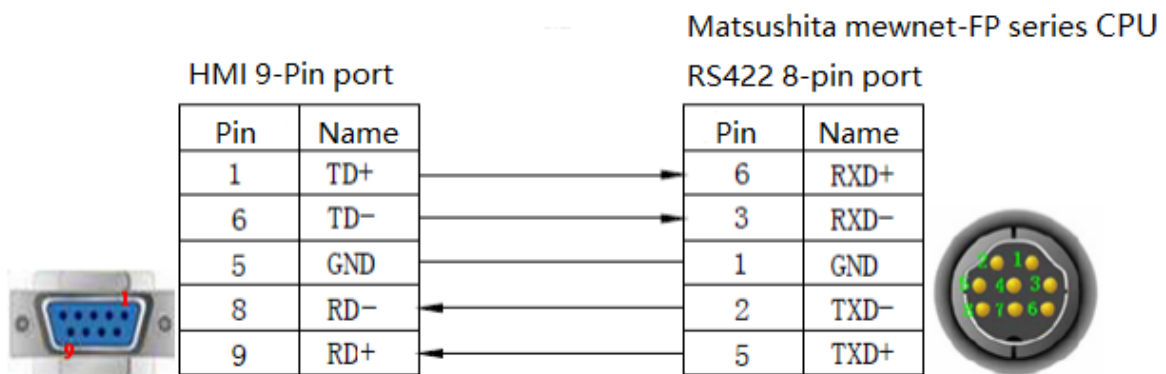 Matsushita mewnet-FP series CPU
HMI 9-Pin port RS422 8-pin port
Pin Name Pin Name
1 TD+ 6 RXD+
6 TD- 3 RXD-
5 GND 1 GND
8 RD- 2 TXD-
9 RD+ 5 TXD+
1
9
2 1
5 4 3
8 7 6